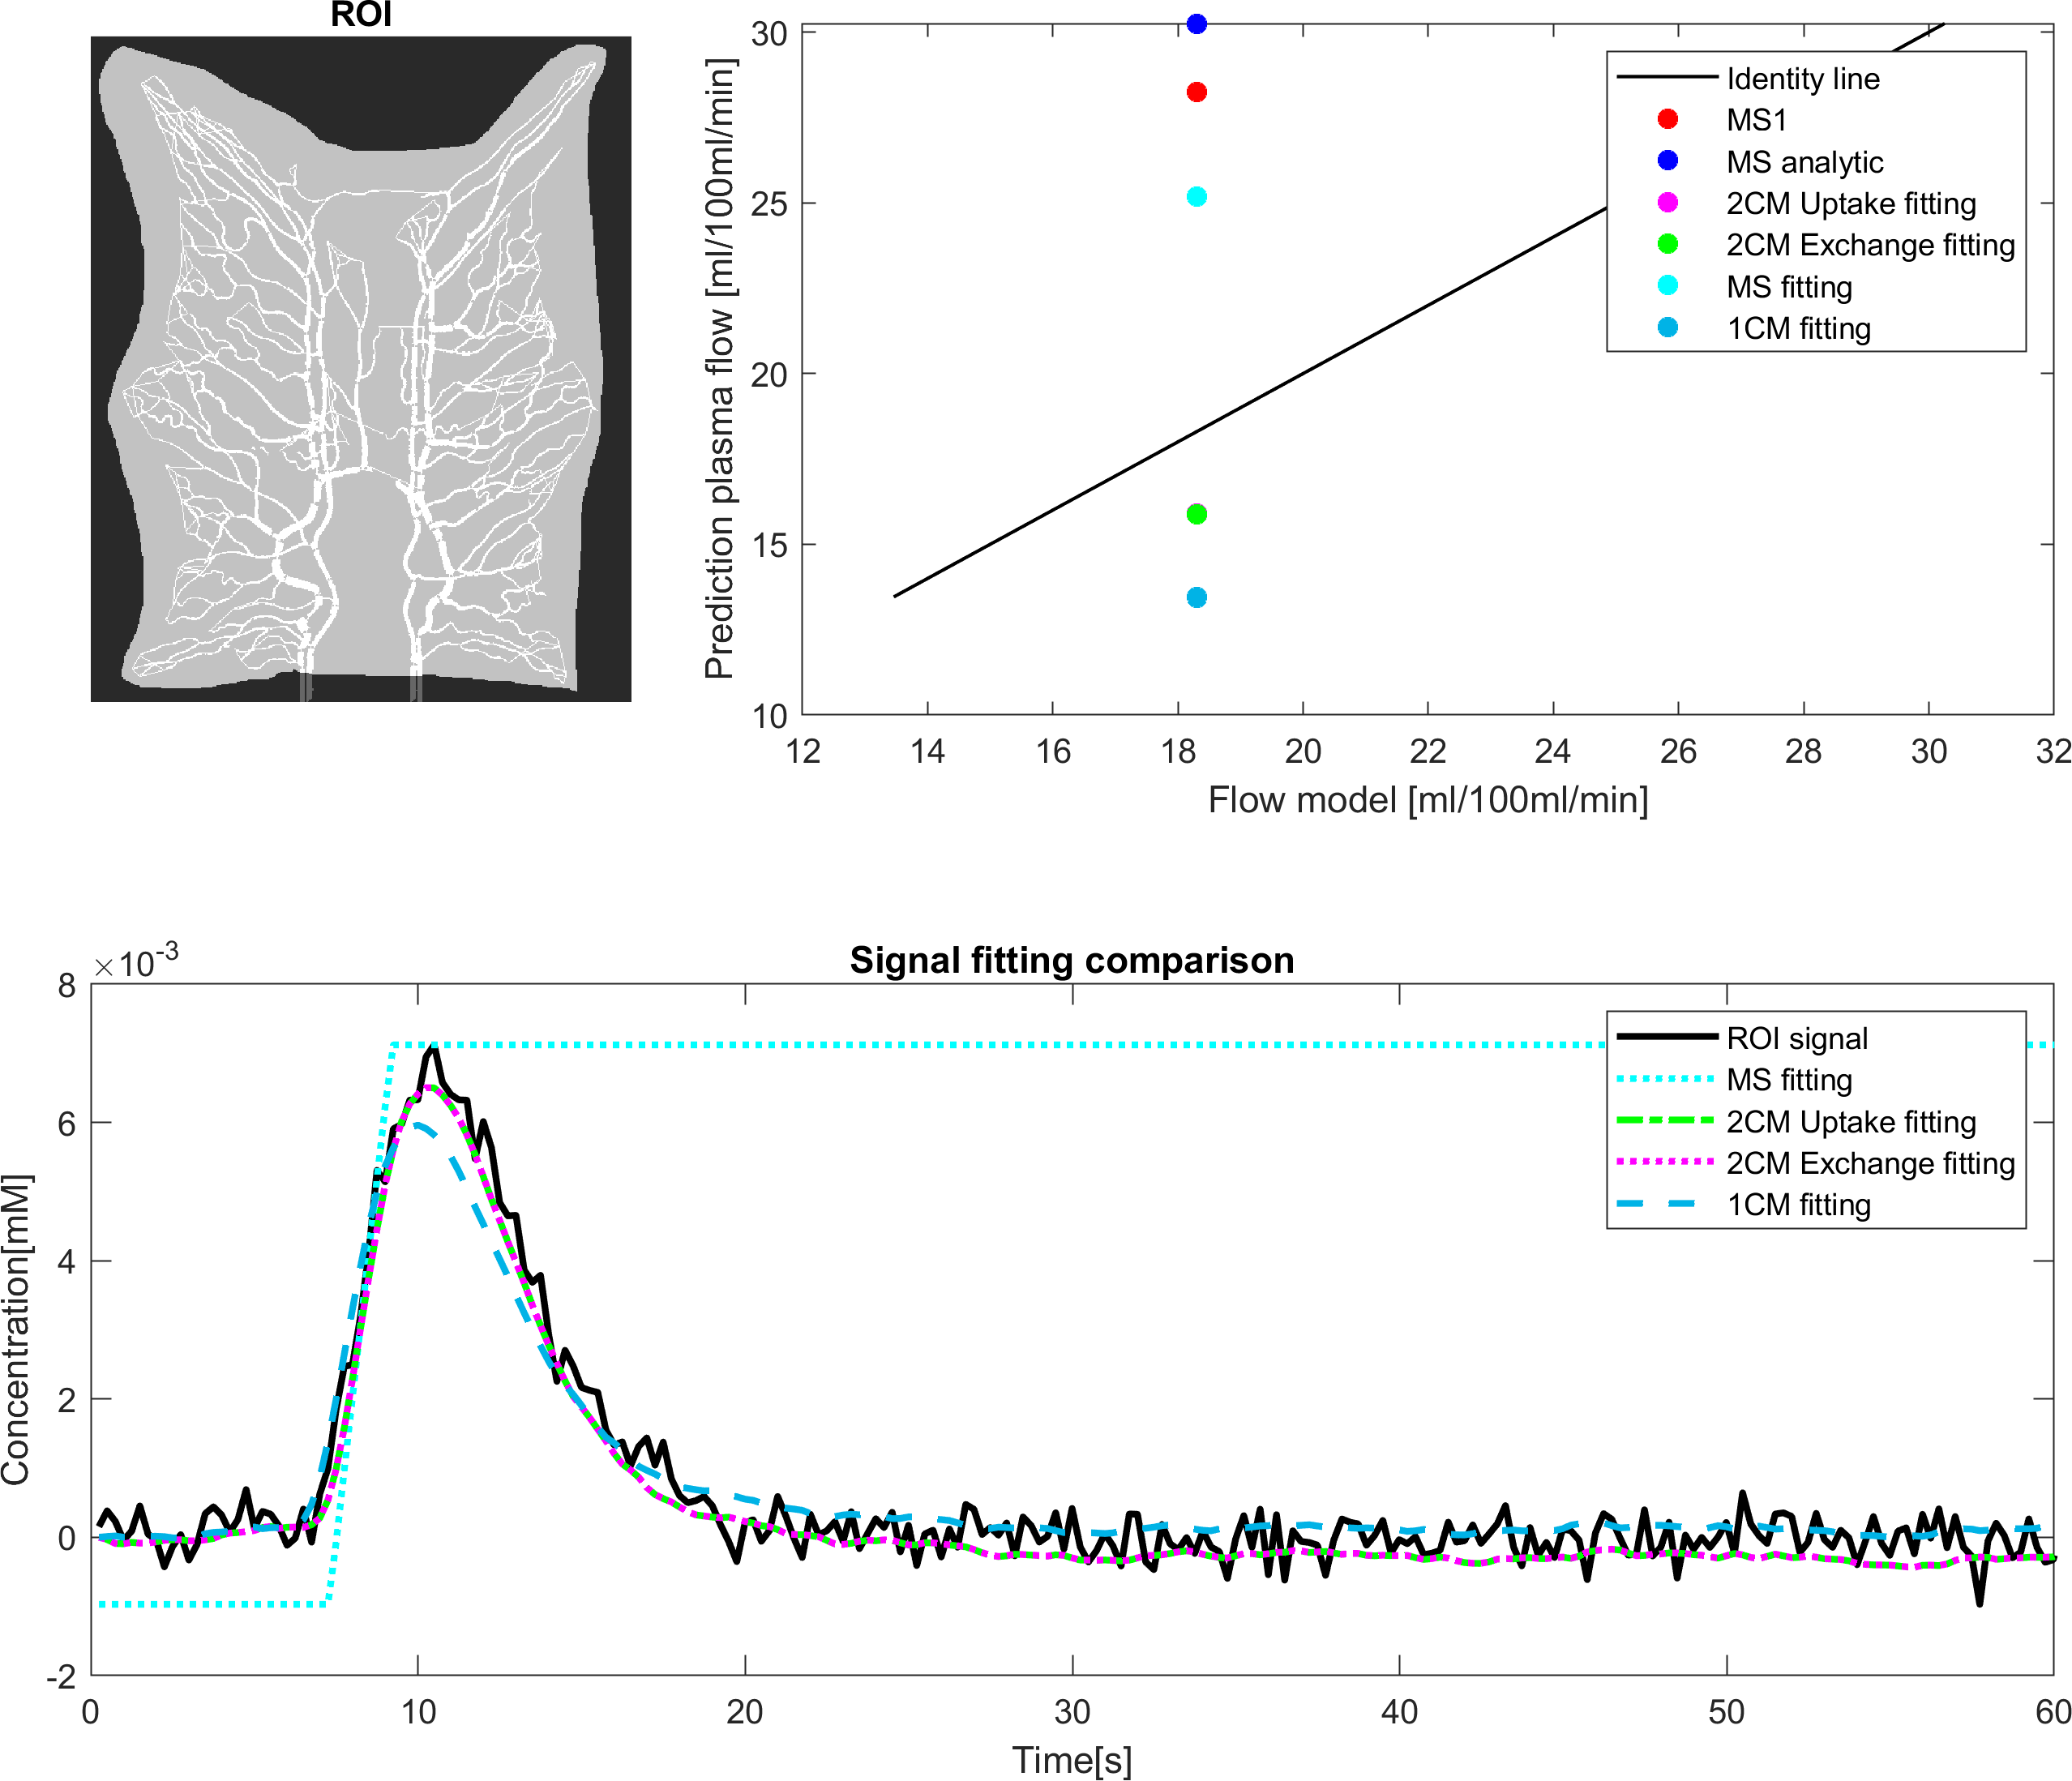 ROI
30
25
20
15
10
Prediction plasma flow [ml/100ml/min]
12 14 16 18 20 22 24 26 28 30 32
Flow model [ml/100ml/min]
Identity line
MS1
MS analytic
2CM Uptake fitting
2CM Exchange fitting
MS fitting
1CM fitting
Signal fitting comparison
×10-3
8
6
4
2
0
-2
Concentration[mM]
0 10 20 30 40 50 60
Time[s]
ROI signal
MS fitting
2CM Uptake fitting
2CM Exchange fitting
1CM fitting